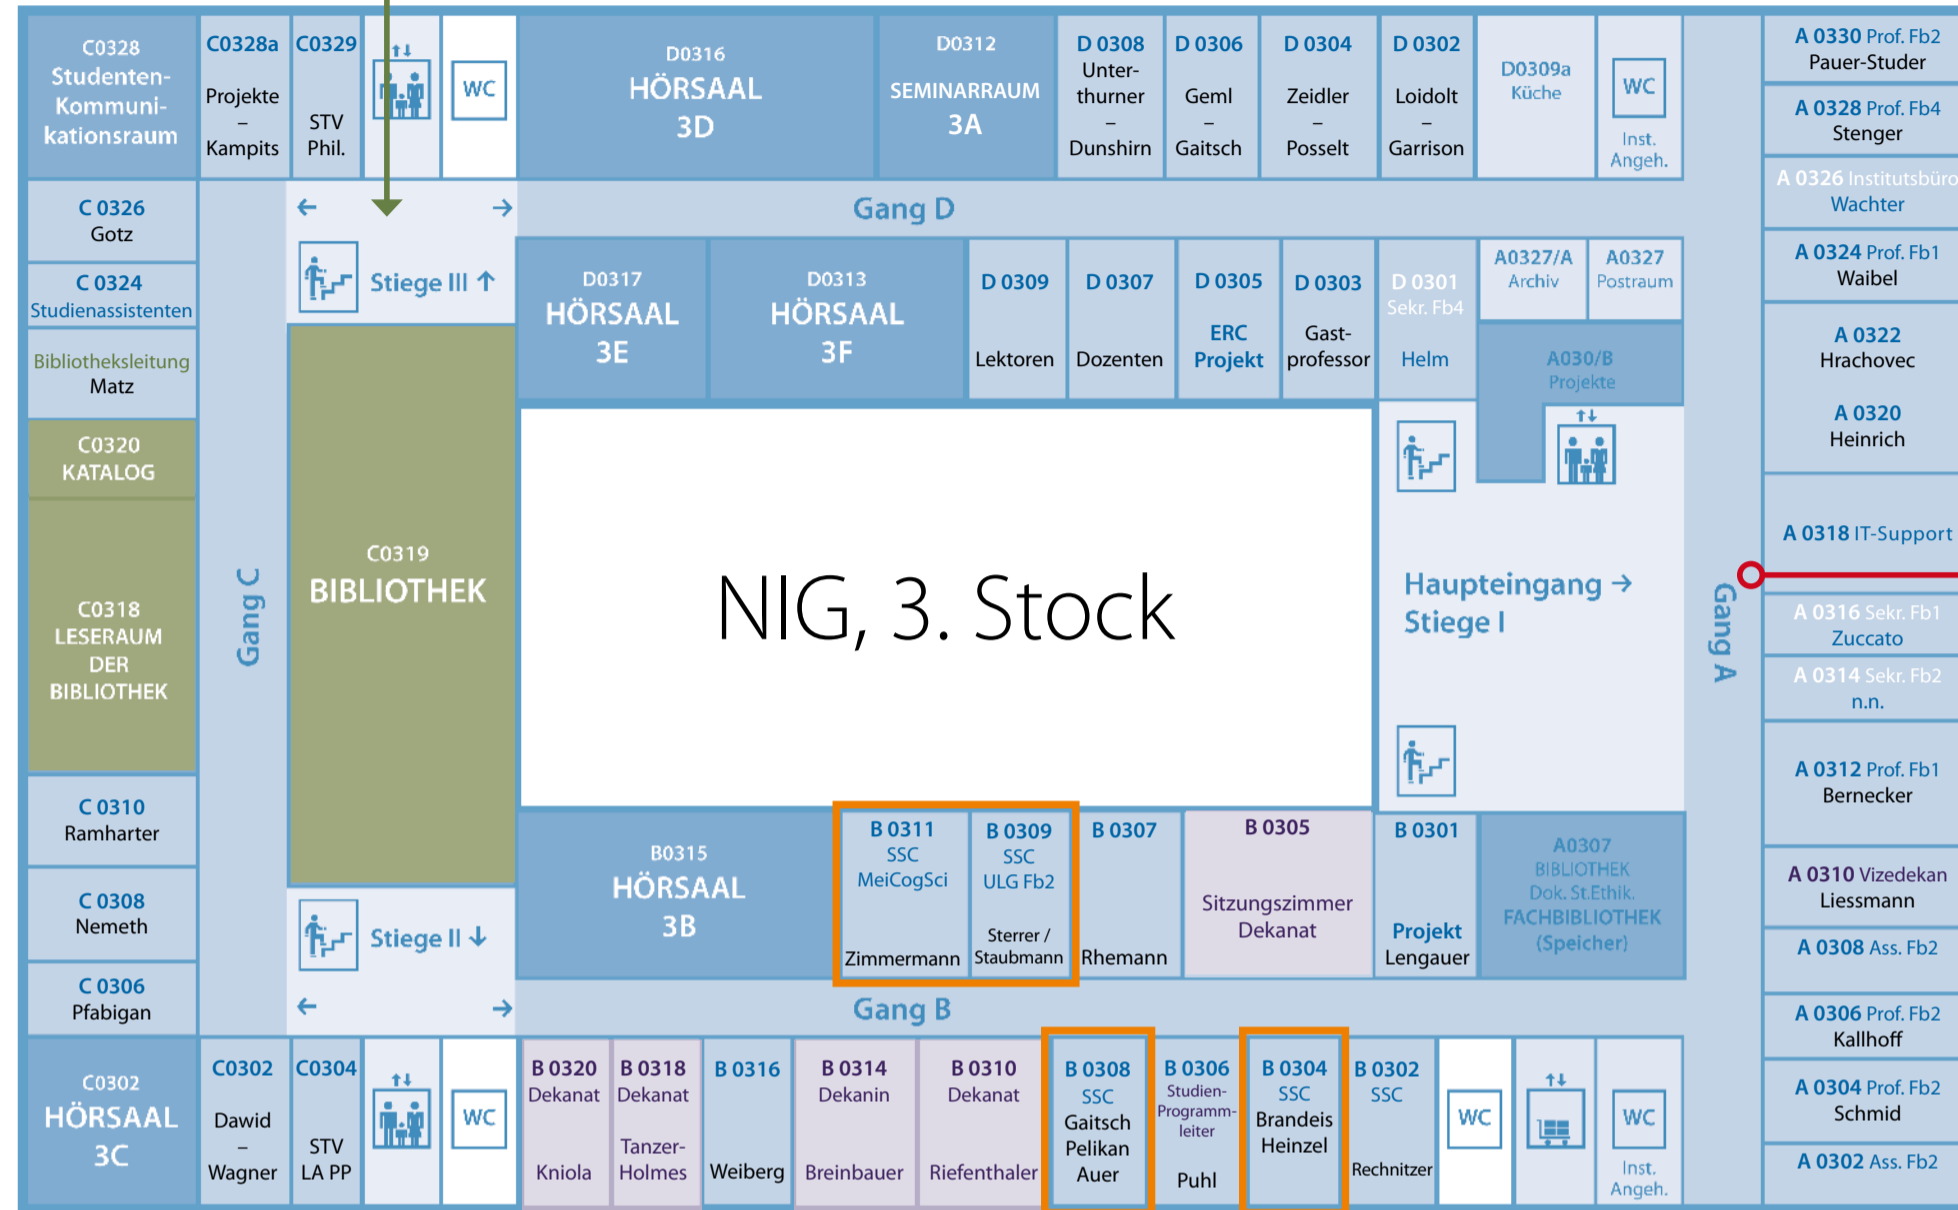 C0328
Studenten-
Kommuni-
kationsraum
C0328a
Projekte
–
Kampits
C0329
STV
Phil.
WC
D0316
HÖRSAAL
3D
D0312
SEMINARRAUM
3A
D 0308
Unter-
thurner
–
Dunshirn
D 0306
Geml
–
Gaitsch
D 0304
Zeidler
–
Posselt
D 0302
Loidolt
–
Garrison
D0309a
Küche
WC
Inst.
Angeh.
A 0330 Prof. Fb2
Pauer-Studer
A 0328 Prof. Fb4
Stenger
A 0326 Institutsbüro
Wachter
A 0324 Prof. Fb1
Waibel
A 0322
Hrachovec
A 0320
Heinrich
A 0318 IT-Support
A 0316 Sekr. Fb1
Zuccato
A 0314 Sekr. Fb2
n.n.
A 0312 Prof. Fb1
Bernecker
A 0310 Vizedekan
Liessmann
A 0308 Ass. Fb2
A 0306 Prof. Fb2
Kallhoff
A 0304 Prof. Fb2
Schmid
A 0302 Ass. Fb2
C 0326
Gotz
C 0324
Studienassistenten
Bibliotheksleitung
Matz
C0320
KATALOG
C0318
LESERAUM
DER
BIBLIOTHEK
C 0310
Ramharter
C 0308
Nemeth
C 0306
Pfabigan
Gang C
← →
Stiege III ↑
C0319
BIBLIOTHEK
Stiege II ↓
← →
Gang D
D0317
HÖRSAAL
3E
D0313
HÖRSAAL
3F
D 0309
Lektoren
D 0307
Dozenten
D 0305
ERC
Projekt
D 0303
Gast-
professor
D 0301
Sekr. Fb4
Helm
A0327/A
Archiv
A0327
Postraum
A030/B
Projekte
NIG, 3. Stock
Haupteingang →
Stiege I
Gang A
B0315
HÖRSAAL
3B
B 0311
SSC
MeiCogSci
Zimmermann
B 0309
SSC
ULG Fb2
Sterrer /
Staubmann
B 0307
Rhemann
B 0305
Sitzungszimmer
Dekanat
B 0301
Projekt
Lengauer
A0307
BIBLIOTHEK
Dok. St.Ethik.
FACHBIBLIOTHEK
(Speicher)
Gang B
C0302
HÖRSAAL
3C
C0302
Dawid
–
Wagner
C0304
STV
LA PP
WC
B 0320
Dekanat
Kniola
B 0318
Dekanat
Tanzer-
Holmes
B 0316
Weiberg
B 0314
Dekanin
Breinbauer
B 0310
Dekanat
Riefenthaler
B 0308
SSC
Gaitsch
Pelikan
Auer
B 0306
Studien-
Programm-
leiter
Puhl
B 0304
SSC
Brandeis
Heinzel
B 0302
SSC
Rechnitzer
WC
WC
Inst.
Angeh.